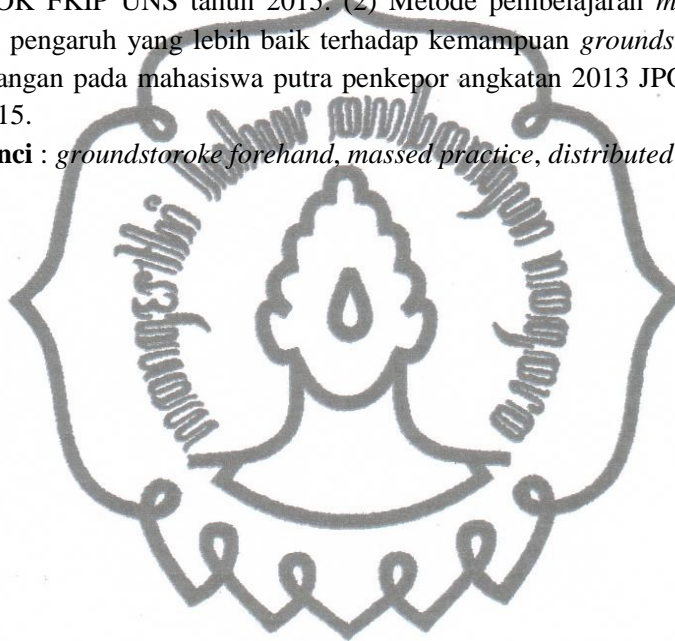 OK FKIP UNS tahun 2015. (2) Metode pembelajaran m
pengaruh yang lebih baik terhadap kemampuan grounds
angan pada mahasiswa putra penkepor angkatan 2013 JPO
15.
nci : groundstoroke forehand, massed practice, distributed